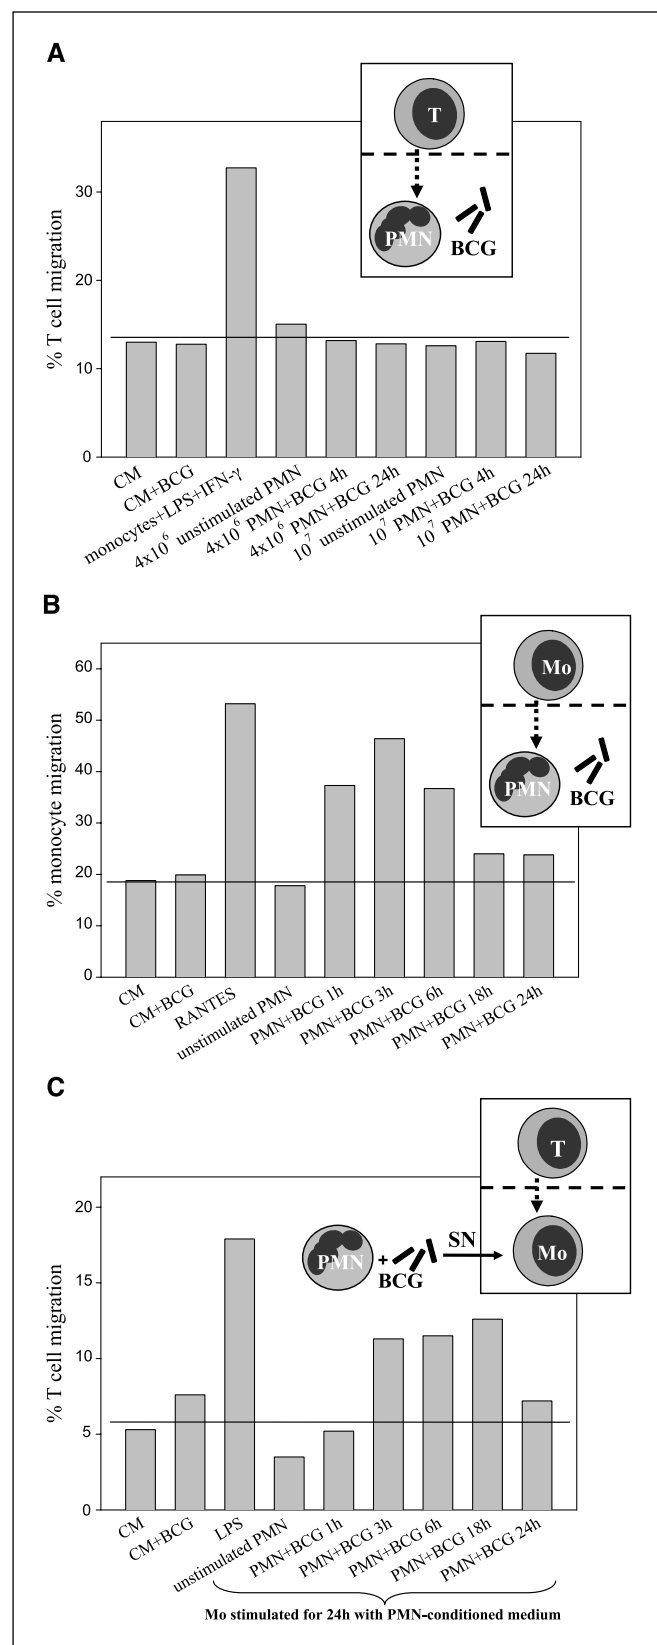 A
T
PMN
BCG
% T cell migration
30
20
10
0
CM
CM+BCG
monocytes+LPS+IFN-γ
4x10⁶ unstimulated PMN
4x10⁶ PMN+BCG 4h
4x10⁶ PMN+BCG 24h
10⁷ unstimulated PMN
10⁷ PMN+BCG 4h
10⁷ PMN+BCG 24h
B
Mo
PMN
BCG
% monocyte migration
60
50
40
30
20
10
0
CM
CM+BCG
RANTES
unstimulated PMN
PMN+BCG 1h
PMN+BCG 3h
PMN+BCG 6h
PMN+BCG 18h
PMN+BCG 24h
C
T
Mo
PMN
+
BCG
SN
% T cell migration
20
15
10
5
0
CM
CM+BCG
LPS
unstimulated PMN
PMN+BCG 1h
PMN+BCG 3h
PMN+BCG 6h
PMN+BCG 18h
PMN+BCG 24h
Mo stimulated for 24h with PMN-conditioned medium